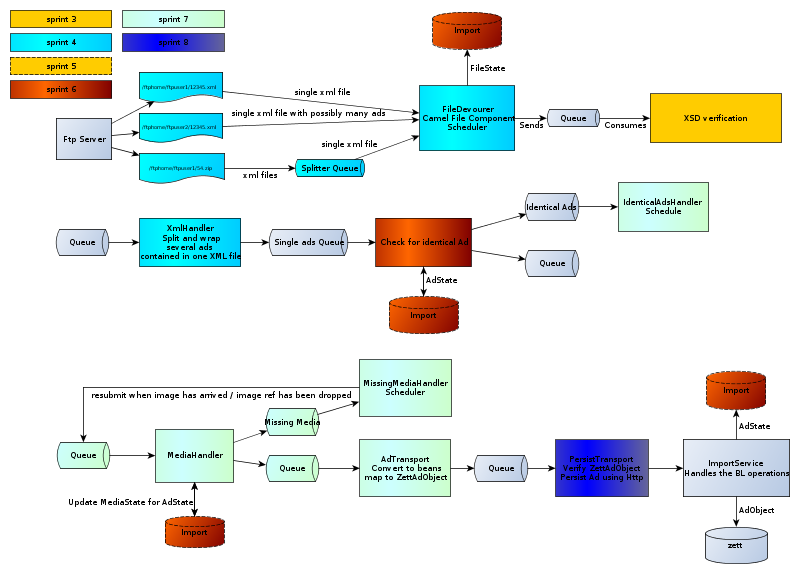 sprint 3
sprint 7
sprint 4
sprint 8
sprint 5
sprint 6
Import
FileState
/ftphome/ftpuser1/12345.xml
single xml file
FileDevourer
Camel File Component
Scheduler
Sends
Queue
Consumes
XSD verification
Ftp Server
/ftphome/ftpuser2/12345.xml
single xml file with possibly many ads
single xml file
/ftphome/ftpuser1/54.zip
xml files
Splitter Queue
Identical Ads
IdenticalAdsHandler
Schedule
Queue
XmlHandler
Split and wrap
several ads
contained in one XML file
Single ads Queue
Check for identical Ad
Queue
AdState
Import
resubmit when image has arrived / image ref has been dropped
MissingMediaHandler
Scheduler
Missing Media
Queue
MediaHandler
Queue
AdTransport
Convert to beans
map to ZettAdObject
Queue
PersistTransport
Verify ZettAdObject
Persist Ad using Http
ImportService
Handles the BL operations
Import
AdState
AdObject
zett
Update MediaState for AdState
Import